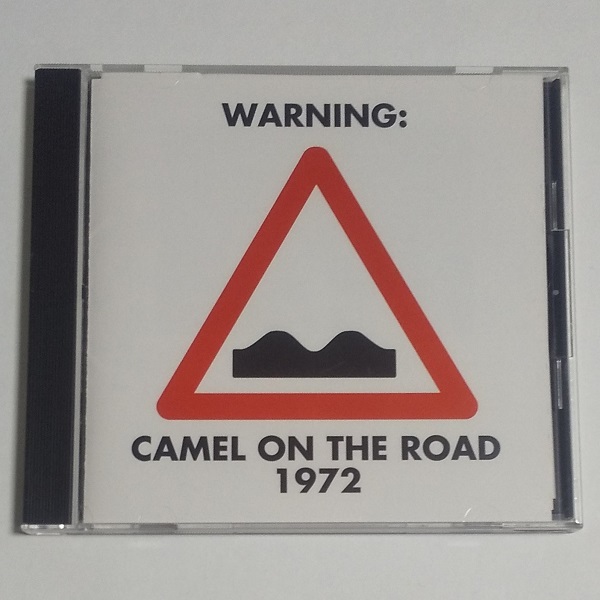 WARNING:
CAMEL ON THE ROAD
1972